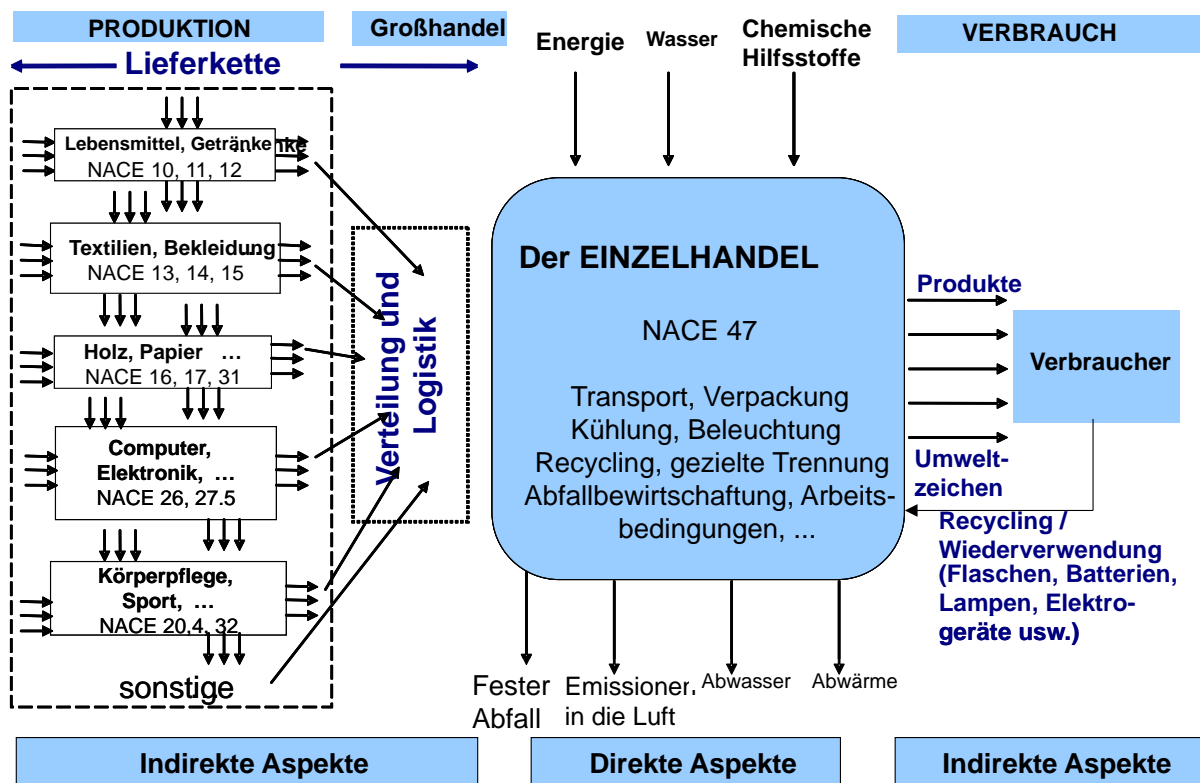 PRODUKTION
Großhandel
Lieferkette
Energie
Wasser
Chemische
Hilfsstoffe
VERBRAUCH
Lebensmittel, Getränke
NACE 10, 11, 12
Textilien, Bekleidung
NACE 13, 14, 15
Holz, Papier ...
NACE 16, 17, 31
Computer,
Elektronik, ...
NACE 26, 27.5
Körperpflege,
Sport, ...
NACE 20,4, 32
sonstige
Verteilung und
Logistik
Der EINZELHANDEL
NACE 47
Transport, Verpackung
Kühlung, Beleuchtung
Recycling, gezielte Trennung
Abfallbewirtschaftung, Arbeits-
bedingungen, ...
Produkte
Verbraucher
Umwelt-
zeichen
Recycling /
Wiederverwendung
(Flaschen, Batterien,
Lampen, Elektro-
geräte usw.)
Fester
Abfall
Emissionen
in die Luft
Abwasser
Abwärme
Indirekte Aspekte
Direkte Aspekte
Indirekte Aspekte